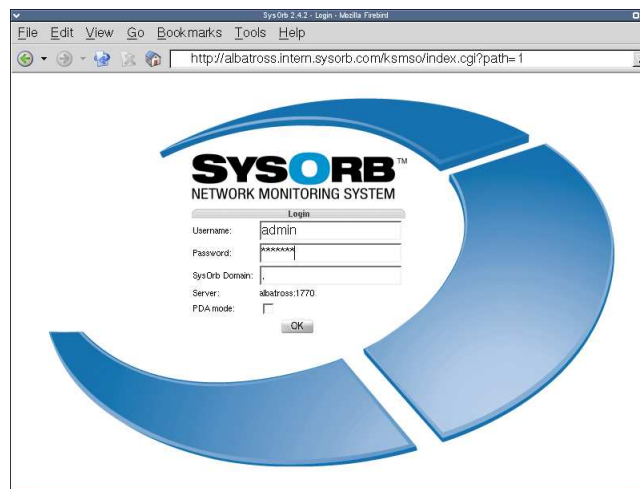 SysOrb 2.4.2 - Login - Mozilla Firebird
File Edit View Go Bookmarks Tools Help
http://albatross.intern.sysorb.com/ksmso/index.cgi?path=1
SYSORB™
NETWORK MONITORING SYSTEM
Login
Username: admin
Password: *******
SysOrb Domain: .
Server: albatross:1770
PDA mode:
OK